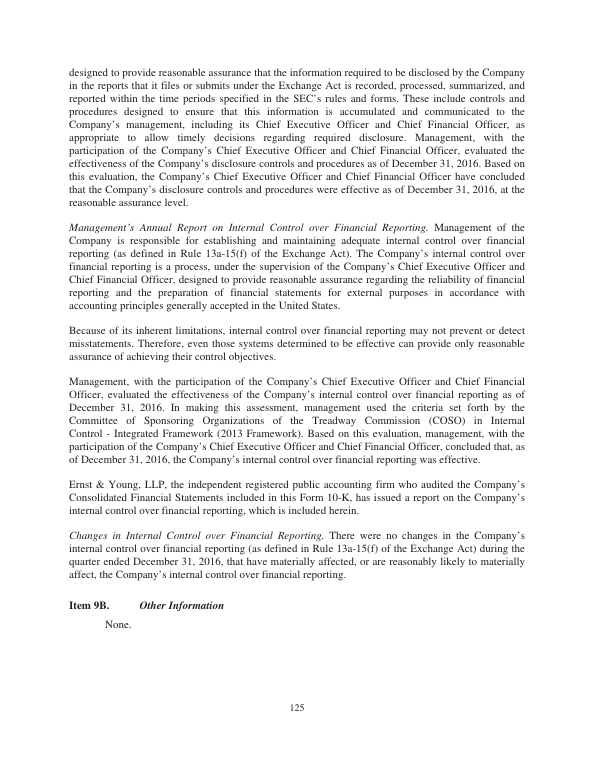 designed to provide reasonable assurance that the information required to be disclosed by the Company
in the reports that it files or submits under the Exchange Act is recorded, processed, summarized, and
reported within the time periods specified in the SEC's rules and forms. These include controls and
procedures designed to ensure that this information is accumulated and communicated to the
Company's management, including its Chief Executive Officer and Chief Financial Officer, as
appropriate to allow timely decisions regarding required disclosure. Management, with the
participation of the Company's Chief Executive Officer and Chief Financial Officer, evaluated the
effectiveness of the Company's disclosure controls and procedures as of December 31, 2016. Based on
this evaluation, the Company's Chief Executive Officer and Chief Financial Officer have concluded
that the Company's disclosure controls and procedures were effective as of December 31, 2016, at the
reasonable assurance level.
Management's Annual Report on Internal Control over Financial Reporting. Management of the
Company is responsible for establishing and maintaining adequate internal control over financial
reporting (as defined in Rule 13a-15(f) of the Exchange Act). The Company's internal control over
financial reporting is a process, under the supervision of the Company's Chief Executive Officer and
Chief Financial Officer, designed to provide reasonable assurance regarding the reliability of financial
reporting and the preparation of financial statements for external purposes in accordance with
accounting principles generally accepted in the United States.
Because of its inherent limitations, internal control over financial reporting may not prevent or detect
misstatements. Therefore, even those systems determined to be effective can provide only reasonable
assurance of achieving their control objectives.
Management, with the participation of the Company's Chief Executive Officer and Chief Financial
Officer, evaluated the effectiveness of the Company's internal control over financial reporting as of
December 31, 2016. In making this assessment, management used the criteria set forth by the
Committee of Sponsoring Organizations of the Treadway Commission (COSO) in Internal
Control - Integrated Framework (2013 Framework). Based on this evaluation, management, with the
participation of the Company's Chief Executive Officer and Chief Financial Officer, concluded that, as
of December 31, 2016, the Company's internal control over financial reporting was effective.
Ernst & Young, LLP, the independent registered public accounting firm who audited the Company's
Consolidated Financial Statements included in this Form 10-K, has issued a report on the Company's
internal control over financial reporting, which is included herein.
Changes in Internal Control over Financial Reporting. There were no changes in the Company's
internal control over financial reporting (as defined in Rule 13a-15(f) of the Exchange Act) during the
quarter ended December 31, 2016, that have materially affected, or are reasonably likely to materially
affect, the Company's internal control over financial reporting.
Item 9B. Other Information
None.
125